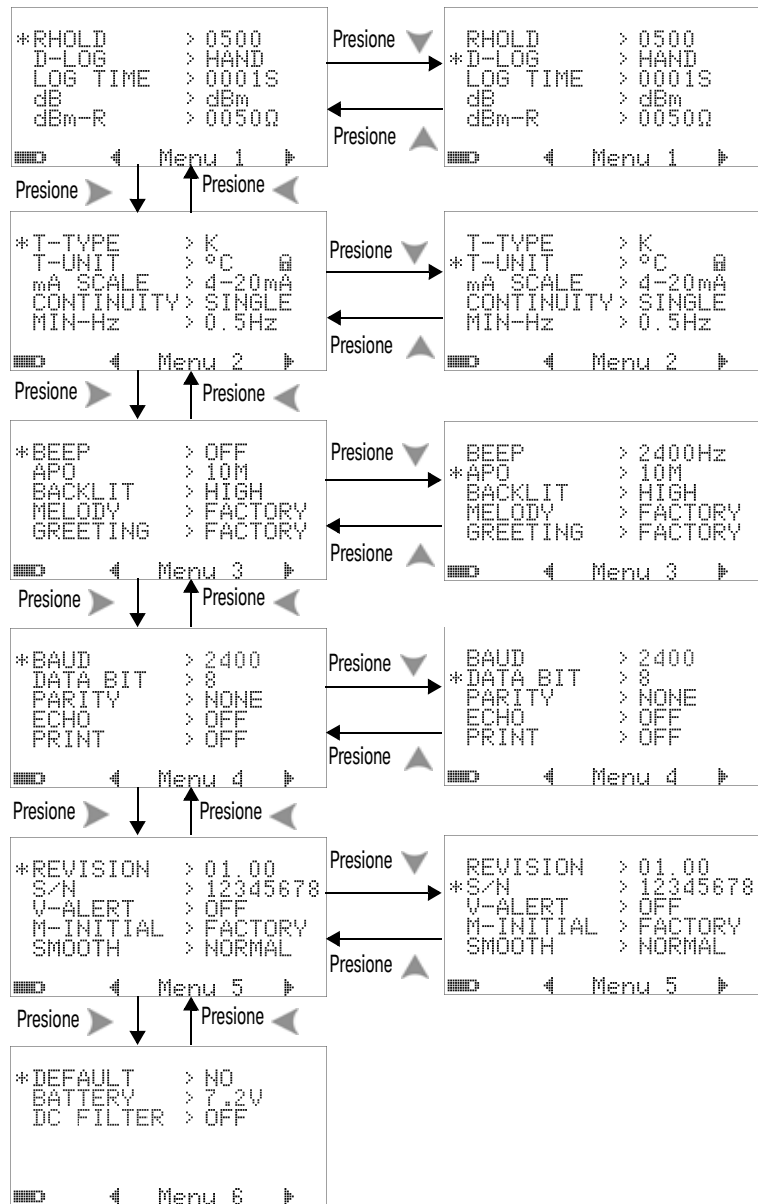 *RHOLD > 0500
D-LOG > HAND
LOG TIME > 0001S
dB > dBm
dBm-R > 0050Ω
Menu 1
Presione
Presione
RHOLD > 0500
*D-LOG > HAND
LOG TIME > 0001S
dB > dBm
dBm-R > 0050Ω
Menu 1
Presione
Presione
*T-TYPE > K
T-UNIT > °C
mA SCALE > 4-20mA
CONTINUITY > SINGLE
MIN-Hz > 0.5Hz
Menu 2
Presione
Presione
T-TYPE > K
*T-UNIT > °C
mA SCALE > 4-20mA
CONTINUITY > SINGLE
MIN-Hz > 0.5Hz
Menu 2
Presione
Presione
*BEEP > OFF
APO > 10M
BACKLIT > HIGH
MELODY > FACTORY
GREETING > FACTORY
Menu 3
Presione
Presione
BEEP > 2400Hz
*APO > 10M
BACKLIT > HIGH
MELODY > FACTORY
GREETING > FACTORY
Menu 3
Presione
Presione
*BAUD > 2400
DATA BIT > 8
PARITY > NONE
ECHO > OFF
PRINT > OFF
Menu 4
Presione
Presione
BAUD > 2400
*DATA BIT > 8
PARITY > NONE
ECHO > OFF
PRINT > OFF
Menu 4
Presione
Presione
*REVISION > 01.00
S/N > 12345678
V-ALERT > OFF
M-INITIAL > FACTORY
SMOOTH > NORMAL
Menu 5
Presione
Presione
REVISION > 01.00
*S/N > 12345678
V-ALERT > OFF
M-INITIAL > FACTORY
SMOOTH > NORMAL
Menu 5
Presione
Presione
*DEFAULT > NO
BATTERY > 7.2V
DC FILTER > OFF
Menu 6